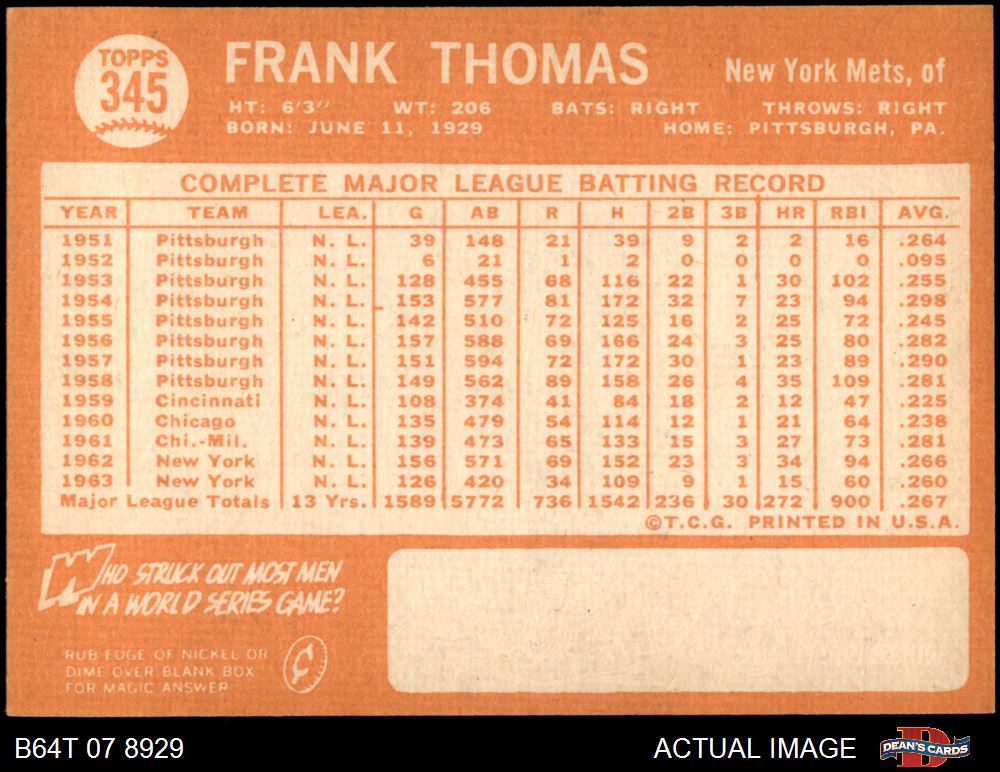 TOPPS
345
FRANK THOMAS
New York Mets, of
HT: 6'3" WT: 206 BATS: RIGHT THROWS: RIGHT
BORN: JUNE 11, 1929 HOME: PITTSBURGH, PA.
COMPLETE MAJOR LEAGUE BATTING RECORD
YEAR TEAM LEA. G AB R H 2B 3B HR RBI AVG.
1951 Pittsburgh N. L. 39 148 21 39 9 2 2 16 .264
1952 Pittsburgh N. L. 6 21 1 2 0 0 0 0 .095
1953 Pittsburgh N. L. 128 455 68 116 22 1 30 102 .255
1954 Pittsburgh N. L. 153 577 81 172 32 7 23 94 .298
1955 Pittsburgh N. L. 142 510 72 125 16 2 25 72 .245
1956 Pittsburgh N. L. 157 588 69 166 24 3 25 80 .282
1957 Pittsburgh N. L. 151 594 72 172 30 1 23 89 .290
1958 Pittsburgh N. L. 149 562 89 158 26 4 35 109 .281
1959 Cincinnati N. L. 108 374 41 84 18 2 12 47 .225
1960 Chicago N. L. 135 479 54 114 12 1 21 64 .238
1961 Chi.-Mil. N. L. 139 473 65 133 15 3 27 73 .281
1962 New York N. L. 156 571 69 152 23 3 34 94 .266
1963 New York N. L. 126 420 34 109 9 1 15 60 .260
Major League Totals 13 Yrs. 1589 5772 736 1542 236 30 272 900 .267
©T.C.G. PRINTED IN U.S.A.
WHO STRUCK OUT MOST MEN
IN A WORLD SERIES GAME?
RUB EDGE OF NICKEL OR
DIME OVER BLANK BOX
FOR MAGIC ANSWER
¢
B64T 07 8929
ACTUAL IMAGE
D
DEAN'S CARDS